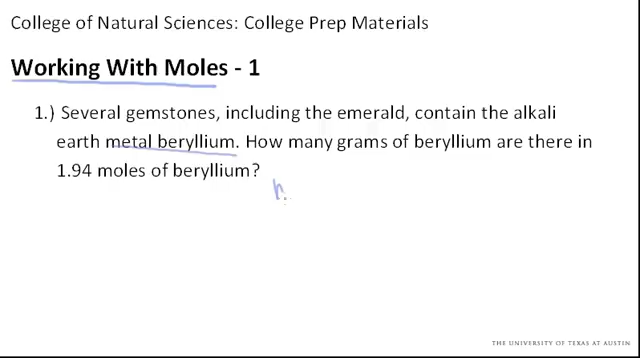 College of Natural Sciences: College Prep Materials
Working With Moles - 1
1.) Several gemstones, including the emerald, contain the alkali
earth metal beryllium. How many grams of beryllium are there in
1.94 moles of beryllium?
THE UNIVERSITY OF TEXAS AT AUSTIN